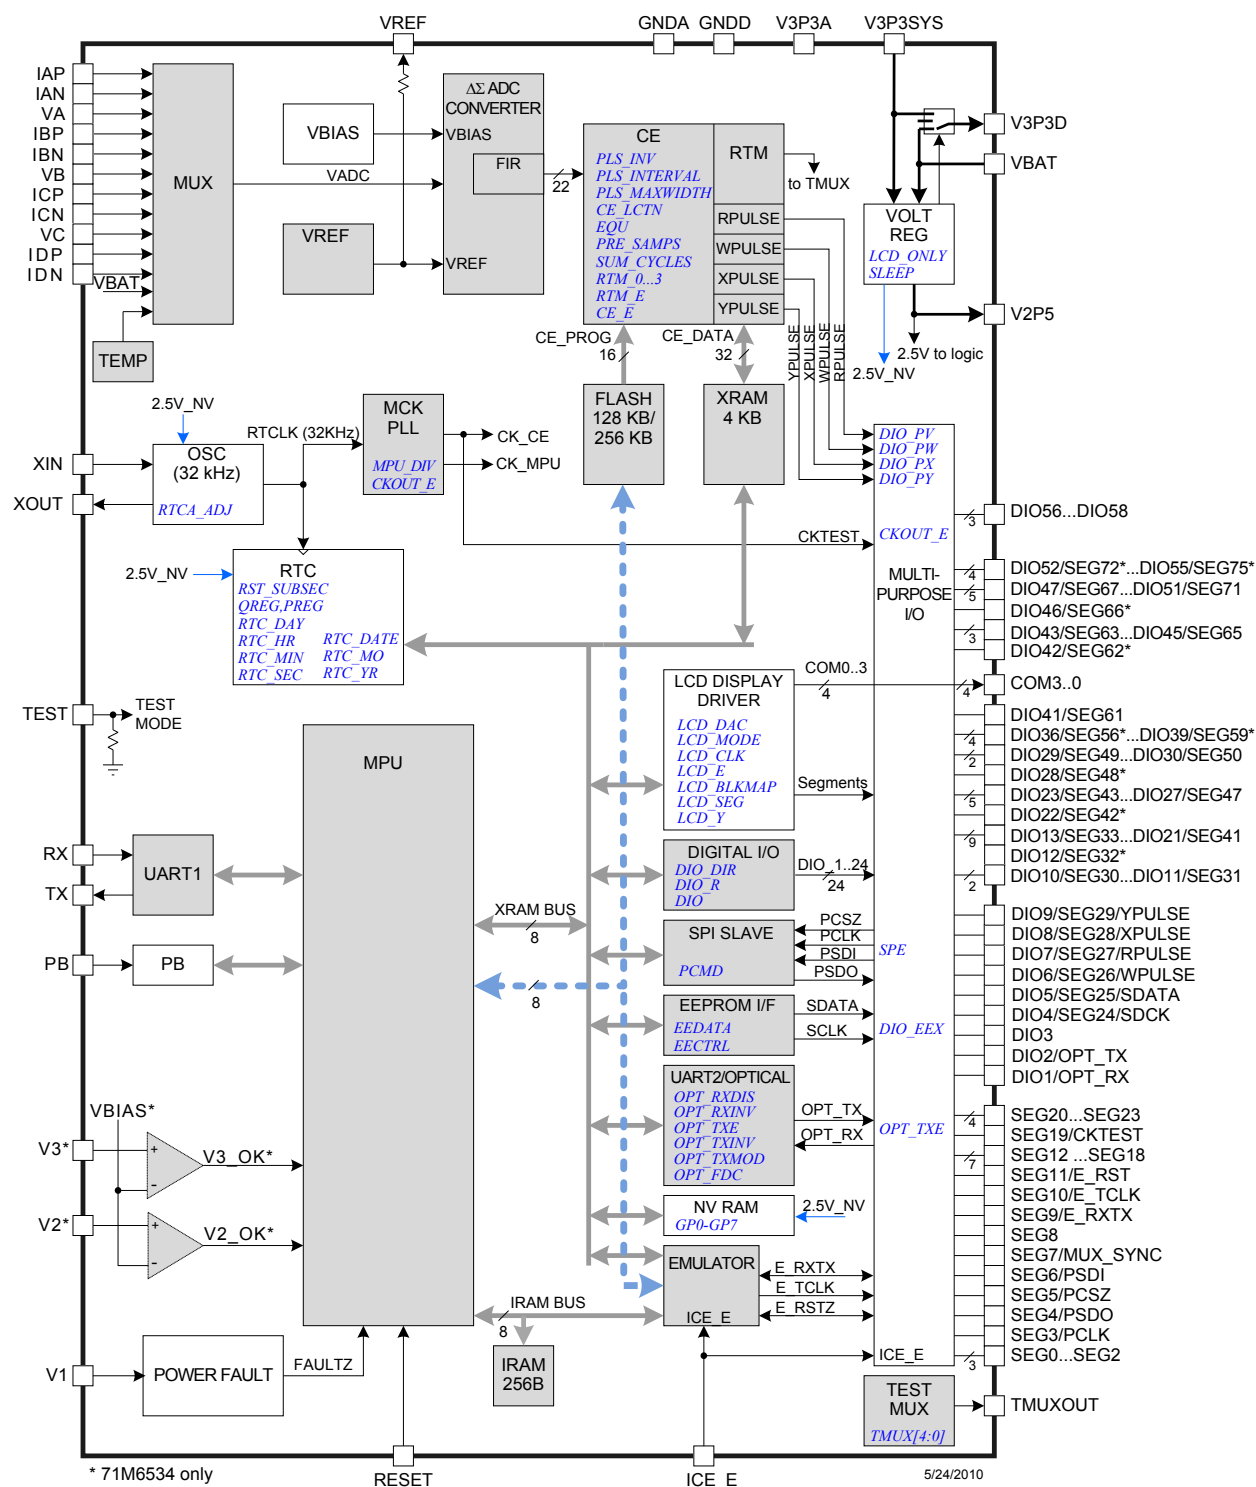 VREF
GNDA GNDD V3P3A V3P3SYS
IAP
IAN
VA
IBP
IBN
VB
ICP
ICN
VC
IDP
IDN
VBAT
MUX
TEMP
VADC
VBIAS
VREF
ΔΣ ADC
CONVERTER
VBIAS
FIR
VREF
22
CE
PLS_INV
PLS_INTERVAL
PLS_MAXWIDTH
CE_LCTN
EQU
PRE_SAMPS
SUM_CYCLES
RTM_0...3
RTM_E
CE_E
RTM
to TMUX
RPULSE
WPULSE
XPULSE
YPULSE
YPULSE
XPULSE
WPULSE
RPULSE
V3P3D
VBAT
VOLT
REG
LCD_ONLY
SLEEP
V2P5
2.5V to logic
2.5V_NV
CE_PROG
16
CE_DATA
32
FLASH
128 KB/
256 KB
XRAM
4 KB
2.5V_NV
XIN
XOUT
OSC
(32 kHz)
RTCA_ADJ
RTCLK (32KHz)
MCK
PLL
MPU_DIV
CKOUT_E
CK_CE
CK_MPU
2.5V_NV
RTC
RST_SUBSEC
QREG,PREG
RTC_DAY
RTC_HR RTC_DATE
RTC_MIN RTC_MO
RTC_SEC RTC_YR
CKTEST
DIO_PV
DIO_PW
DIO_PX
DIO_PY
CKOUT_E
MULTI-
PURPOSE
I/O
3
DIO56...DIO58
4
DIO52/SEG72*...DIO55/SEG75*
5
DIO47/SEG67...DIO51/SEG71
DIO46/SEG66*
3
DIO43/SEG63...DIO45/SEG65
DIO42/SEG62*
TEST
TEST
MODE
MPU
LCD DISPLAY
DRIVER
LCD_DAC
LCD_MODE
LCD_CLK
LCD_E
LCD_BLKMAP
LCD_SEG
LCD_Y
COM0..3
4
4
COM3..0
Segments
DIO41/SEG61
4
DIO36/SEG56*...DIO39/SEG59*
2
DIO29/SEG49...DIO30/SEG50
DIO28/SEG48*
5
DIO23/SEG43...DIO27/SEG47
DIO22/SEG42*
9
DIO13/SEG33...DIO21/SEG41
DIO12/SEG32*
2
DIO10/SEG30...DIO11/SEG31
RX
TX
UART1
DIGITAL I/O
DIO_DIR
DIO_R
DIO
DIO_1..24
24
PB
PB
XRAM BUS
8
8
SPI SLAVE
PCMD
PCSZ
PCLK
PSDI
PSDO
SPE
DIO9/SEG29/YPULSE
DIO8/SEG28/XPULSE
DIO7/SEG27/RPULSE
DIO6/SEG26/WPULSE
DIO5/SEG25/SDATA
DIO4/SEG24/SDCK
DIO3
DIO2/OPT_TX
DIO1/OPT_RX
EEPROM I/F
EEDATA
EECTRL
SDATA
SCLK
DIO_EEX
UART2/OPTICAL
OPT_RXDIS
OPT_RXINV
OPT_TXE
OPT_TXINV
OPT_TXMOD
OPT_FDC
OPT_TX
OPT_RX
OPT_TXE
4
SEG20...SEG23
SEG19/CKTEST
7
SEG12 ...SEG18
SEG11/E_RST
SEG10/E_TCLK
SEG9/E_RXTX
SEG8
SEG7/MUX_SYNC
SEG6/PSDI
SEG5/PCSZ
SEG4/PSDO
SEG3/PCLK
3
SEG0...SEG2
VBIAS*
V3*
+
-
V3_OK*
V2*
+
-
V2_OK*
NV RAM
GP0-GP7
2.5V_NV
EMULATOR
ICE_E
E_RXTX
E_TCLK
E_RSTZ
ICE_E
IRAM BUS
8
IRAM
256B
V1
POWER FAULT
FAULTZ
TEST
MUX
TMUX[4:0]
TMUXOUT
* 71M6534 only
RESET
ICE_E
5/24/2010